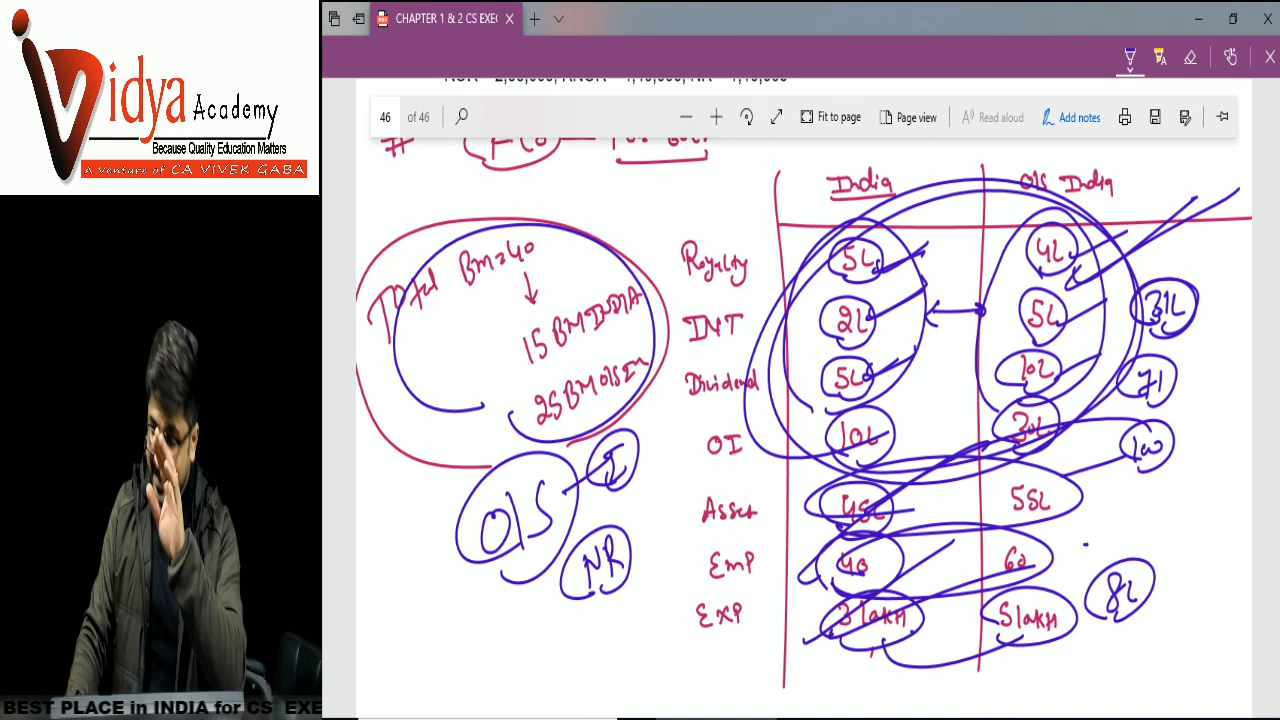 CHAPTER 1 & 2 CS EXEC
46 of 46
Fit to page
Page view
Read aloud
Add notes
Vidya Academy
Because Quality Education Matters
A Venture of CA VIVEK GABA
India O/S India
Total BM=40
15 BM INDIA
25 BM O/S IN
Royalty 5L 4L
INT 2L 5L 31L
Dividend 5L 10L 71
OI 10L 30L 100
Asset 45L 55L
Emp 40 60
EXP 3 lakh 5 lakh 8L
O/S I
NR
BEST PLACE in INDIA for CS EXE